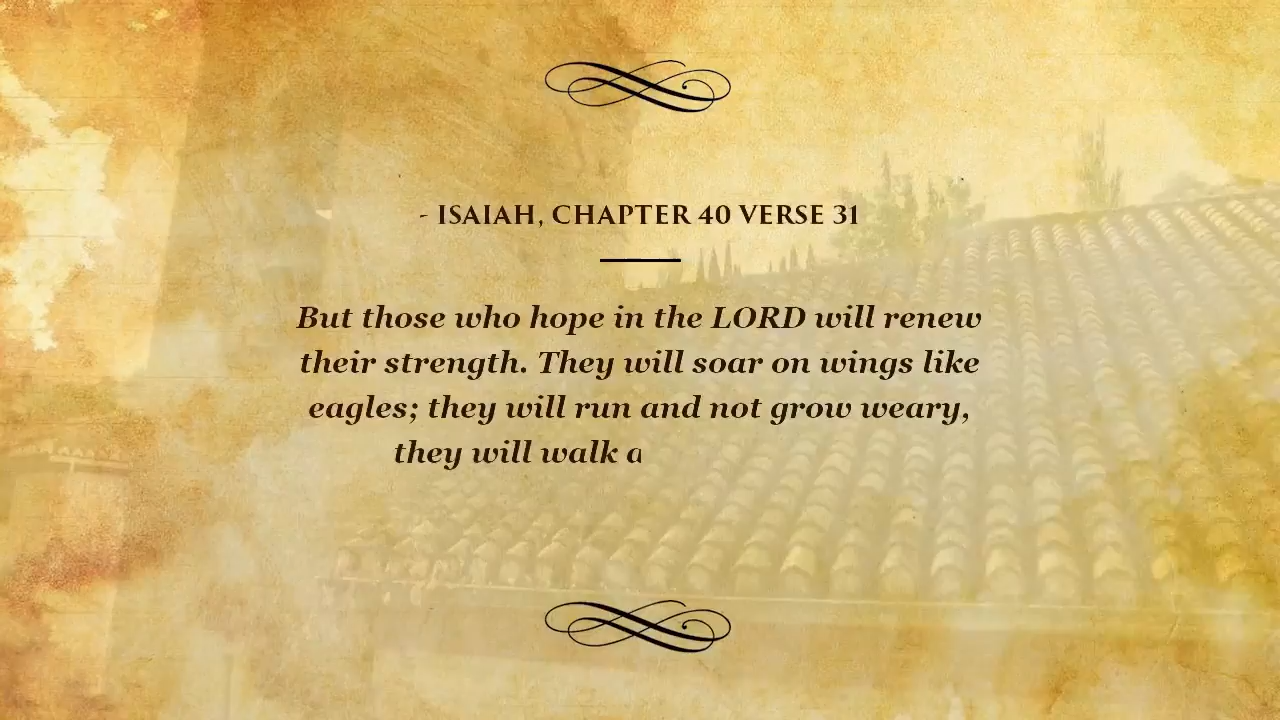 - ISAIAH, CHAPTER 40 VERSE 31
But those who hope in the LORD will renew
their strength. They will soar on wings like
eagles; they will run and not grow weary,
they will walk a